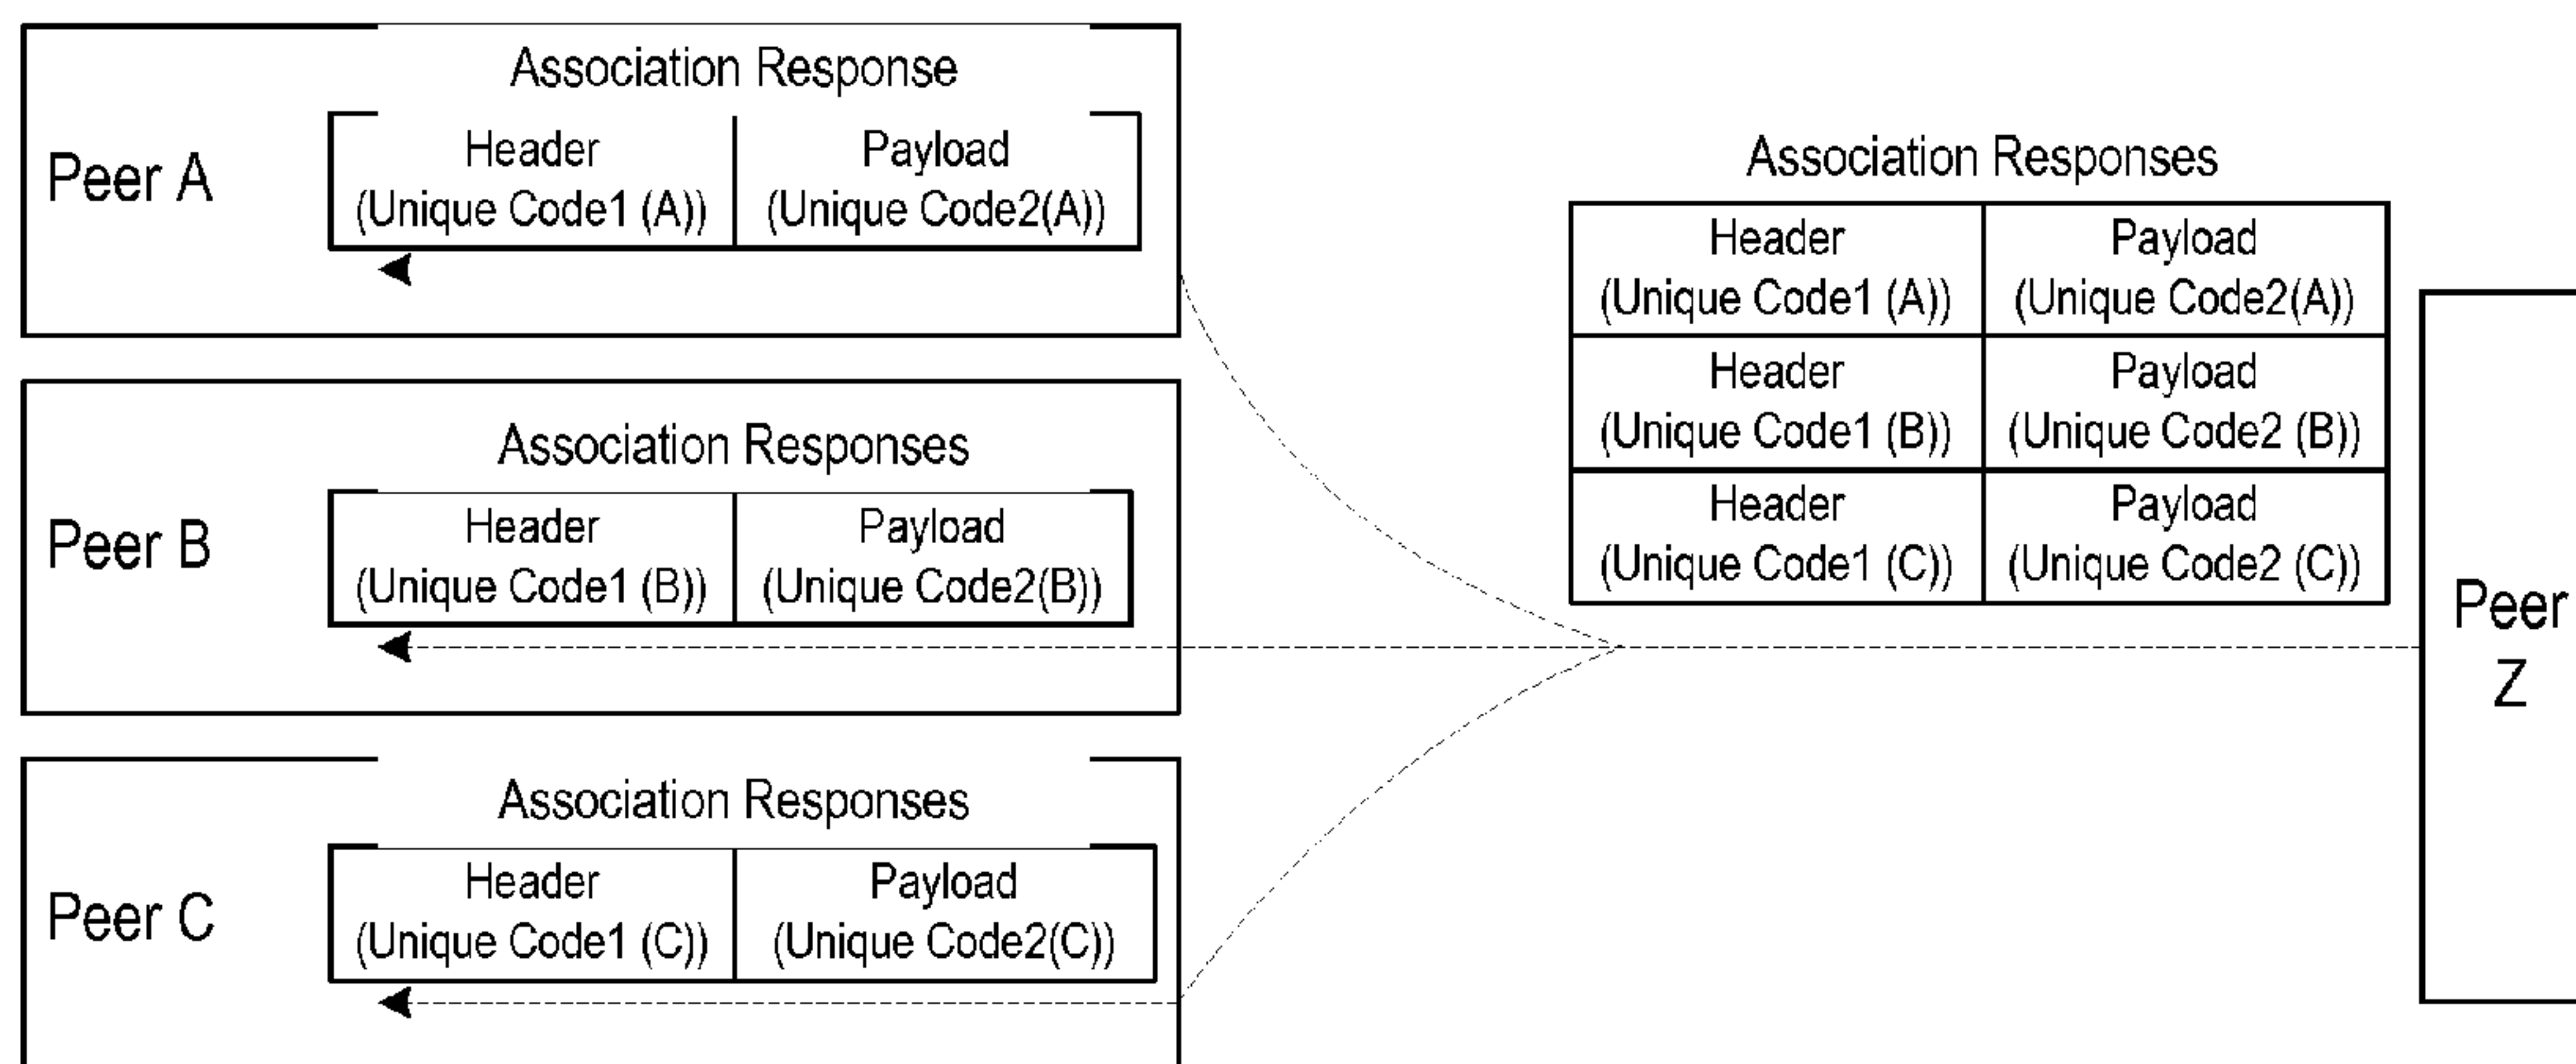 Association Response
Peer A
Header
Payload
(Unique Code1 (A))
(Unique Code2(A))
Association Responses
Peer B
Header
Payload
(Unique Code1 (B))
(Unique Code2(B))
Association Responses
Peer C
Header
Payload
(Unique Code1 (C))
(Unique Code2(C))
Association Responses
Header
Payload
(Unique Code1 (A))
(Unique Code2(A))
Header
Payload
(Unique Code1 (B))
(Unique Code2 (B))
Header
Payload
(Unique Code1 (C))
(Unique Code2 (C))
Peer
Z